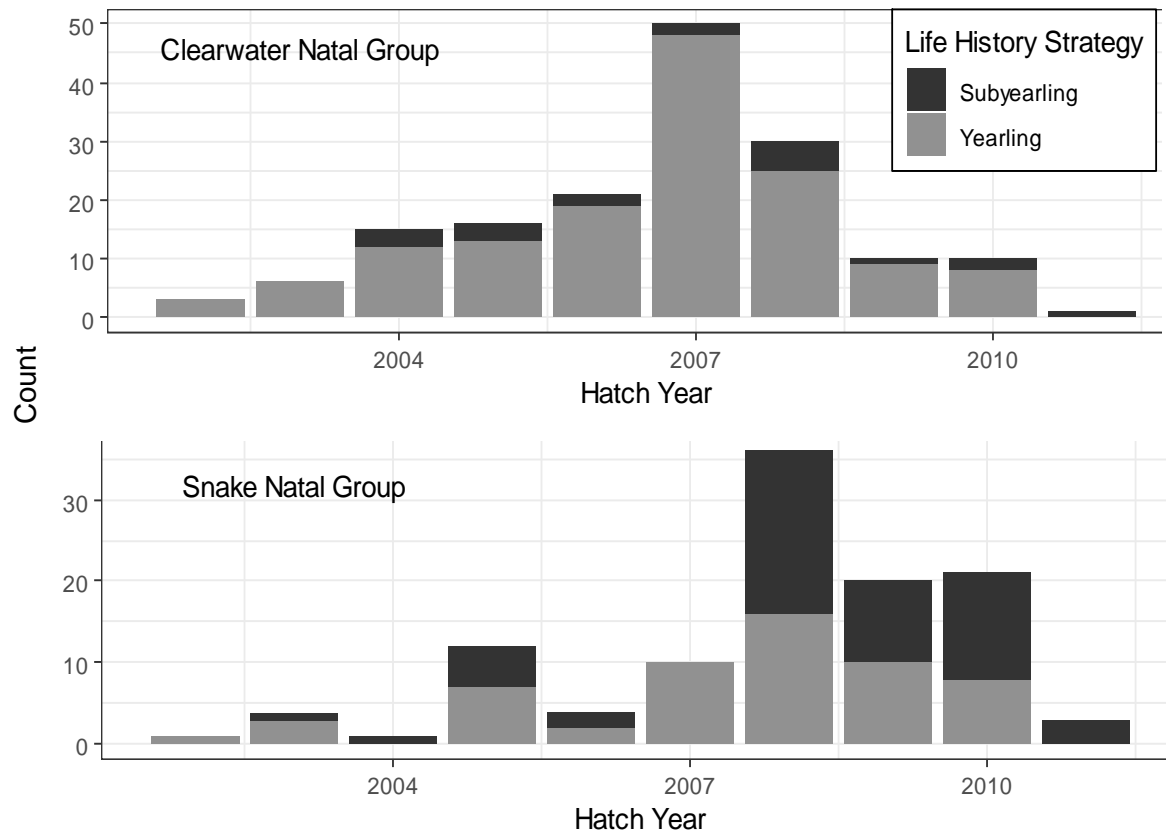 Clearwater Natal Group
Life History Strategy
Subyearling
Yearling
50
40
30
20
10
0
2004 2007 2010
Hatch Year
Count
Snake Natal Group
30
20
10
0
2004 2007 2010
Hatch Year